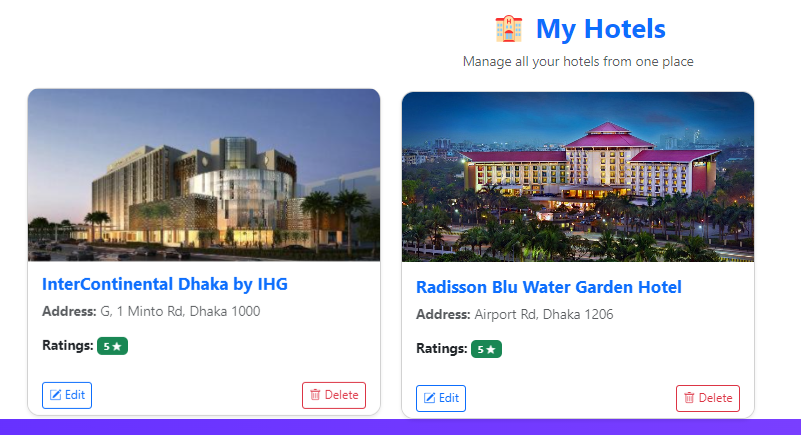 My Hotels
Manage all your hotels from one place
InterContinental Dhaka by IHG
Address: G, 1 Minto Rd, Dhaka 1000
Ratings: 5 ★
Edit
Delete
Radisson Blu Water Garden Hotel
Address: Airport Rd, Dhaka 1206
Ratings: 5 ★
Edit
Delete